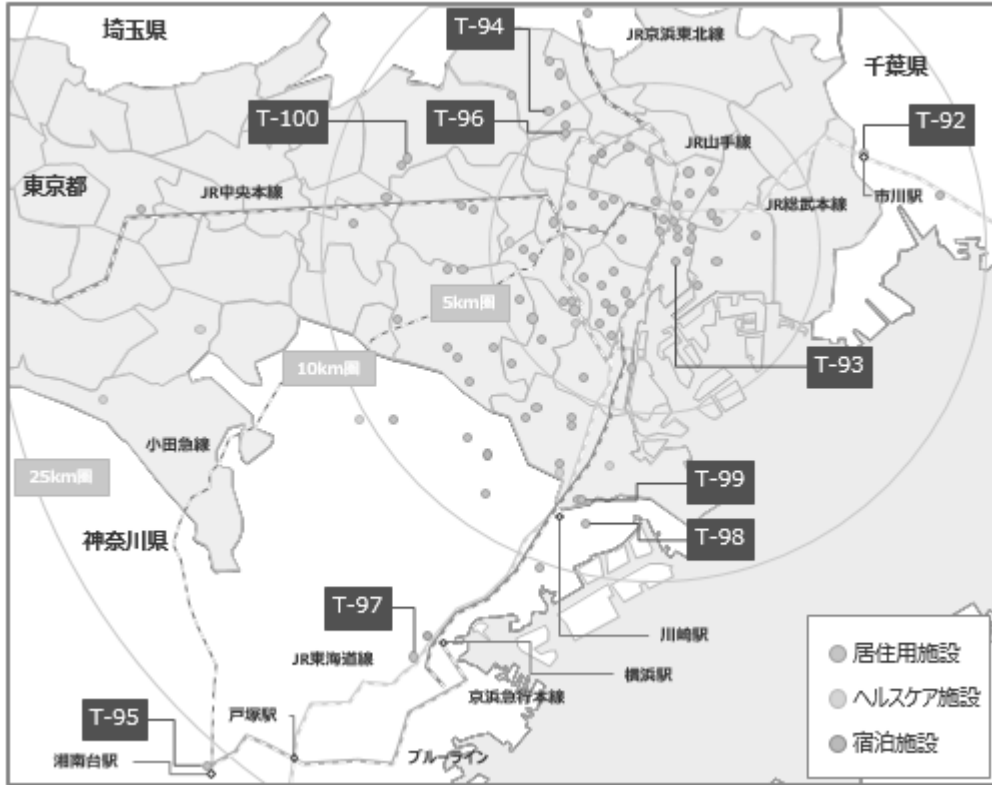 埼玉県
T-94
JR京浜東北線
千葉県
T-100
T-96
T-92
JR山手線
東京都
JR中央本線
JR総武本線
市川駅
5km圏
10km圏
T-93
小田急線
25km圏
T-99
神奈川県
T-98
T-97
川崎駅
JR東海道線
横浜駅
居住用施設
京浜急行本線
ヘルスケア施設
T-95
戸塚駅
宿泊施設
湘南台駅
ブルーライン